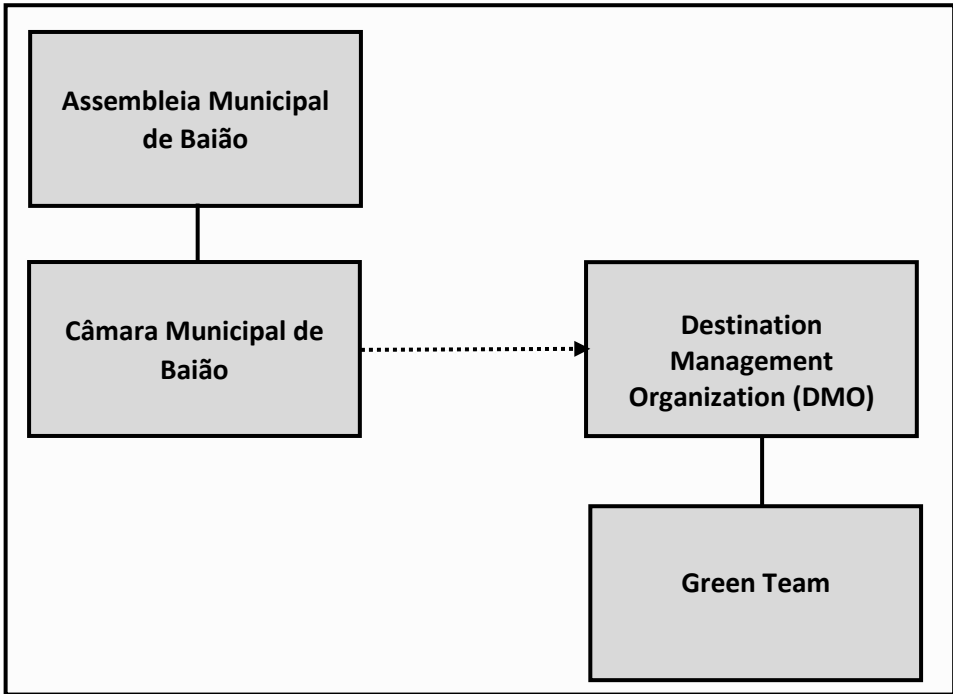 Assembleia Municipal
de Baião
Câmara Municipal de
Baião
Destination
Management
Organization (DMO)
Green Team